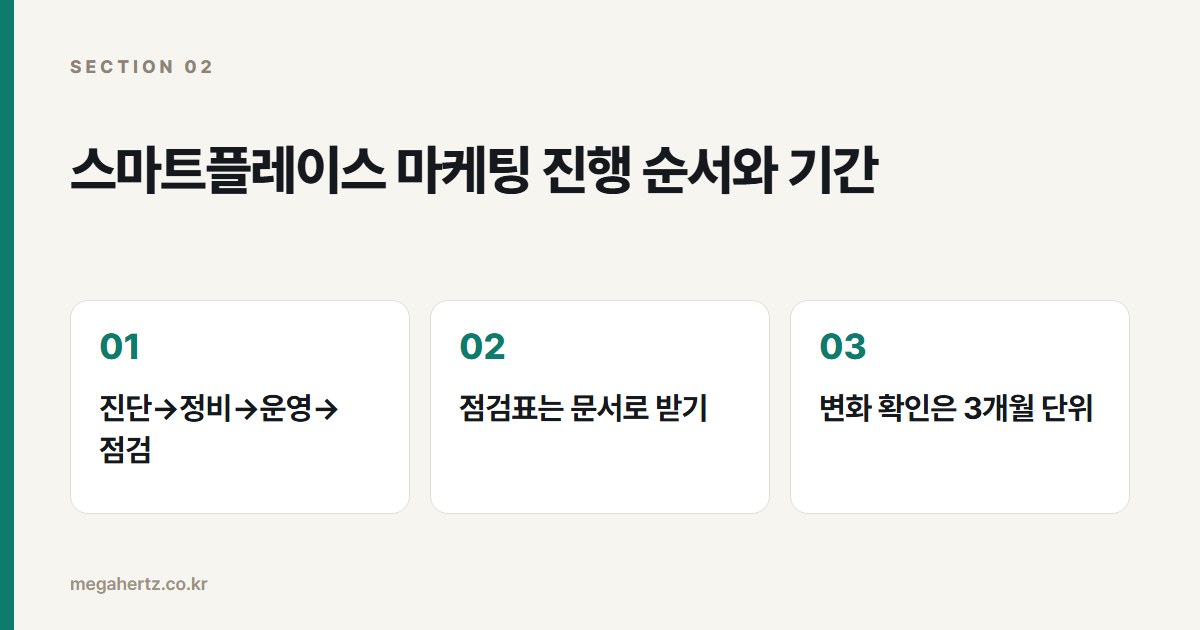 SECTION 02
스마트플레이스 마케팅 진행 순서와 기간
01
진단→정비→운영→
점검
02
점검표는 문서로 받기
03
변화 확인은 3개월 단위
megahertz.co.kr